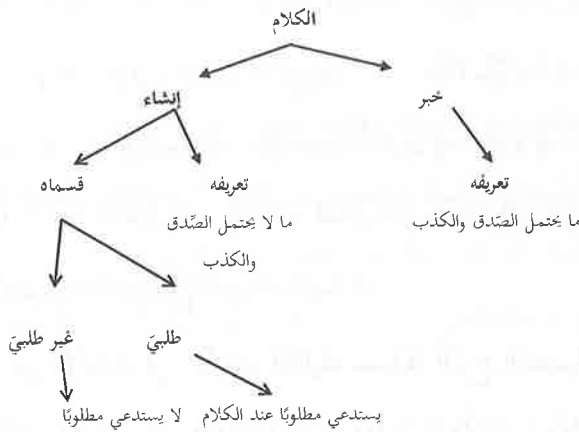 الكلام
خبر
إنشاء
تعريفه
تعريفه
قسماه
ما يحتمل الصّدق والكذب
ما لا يحتمل الصِّدق
والكذب
طلبيّ
غير طلبيّ
يستدعي مطلوبًا عند الكلام
لا يستدعي مطلوبًا